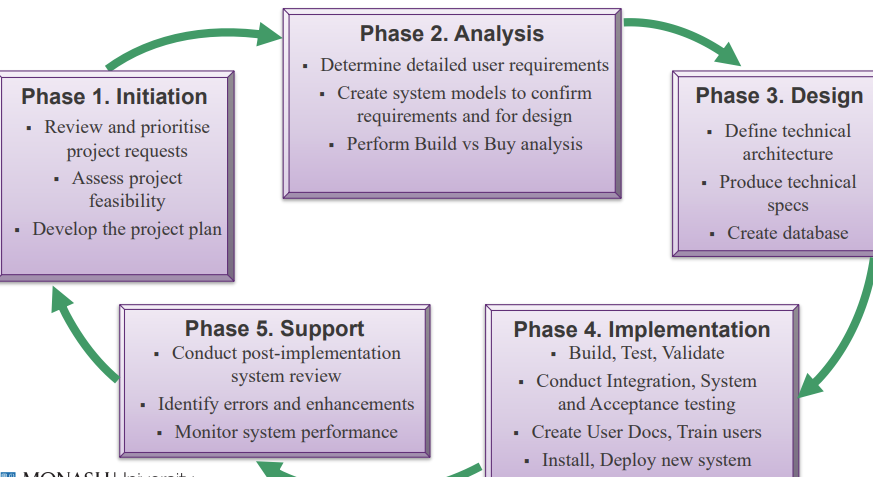 Phase 1. Initiation
▪ Review and prioritise
project requests
▪ Assess project
feasibility
▪ Develop the project plan
Phase 2. Analysis
▪ Determine detailed user requirements
▪ Create system models to confirm
requirements and for design
▪ Perform Build vs Buy analysis
Phase 3. Design
▪ Define technical
architecture
▪ Produce technical
specs
▪ Create database
Phase 4. Implementation
▪ Build, Test, Validate
▪ Conduct Integration, System
and Acceptance testing
▪ Create User Docs, Train users
▪ Install, Deploy new system
Phase 5. Support
▪ Conduct post-implementation
system review
▪ Identify errors and enhancements
▪ Monitor system performance
MONASH University